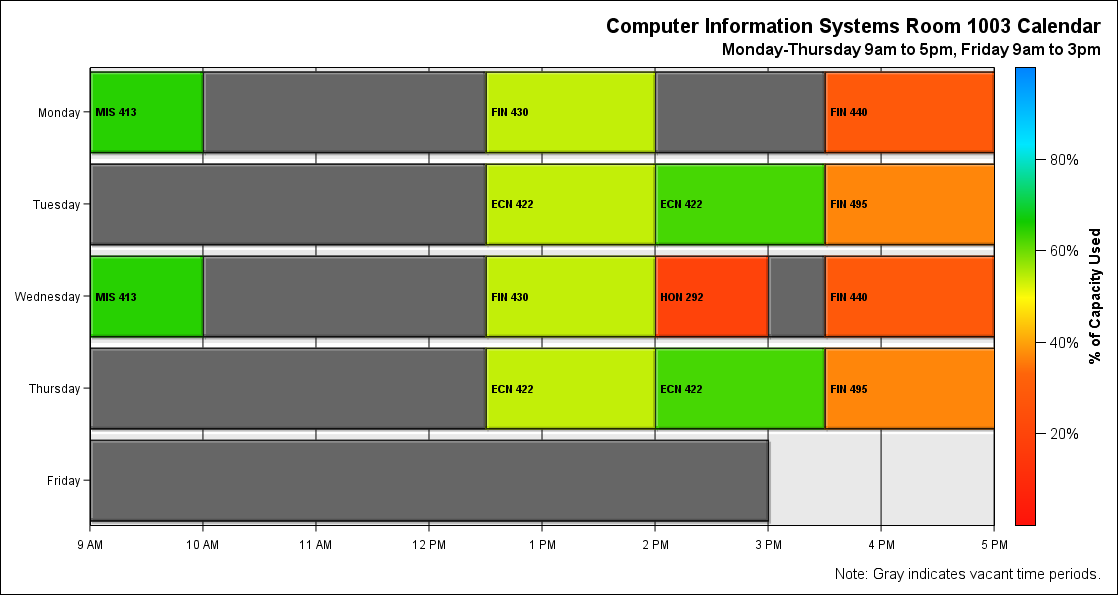 Computer Information Systems Room 1003 Calendar
Monday-Thursday 9am to 5pm, Friday 9am to 3pm
Monday
MIS 413
FIN 430
FIN 440
Tuesday
ECN 422
ECN 422
FIN 495
Wednesday
MIS 413
FIN 430
HON 292
FIN 440
Thursday
ECN 422
ECN 422
FIN 495
Friday
9 AM
10 AM
11 AM
12 PM
1 PM
2 PM
3 PM
4 PM
5 PM
80%
60%
40%
20%
% of Capacity Used
Note: Gray indicates vacant time periods.